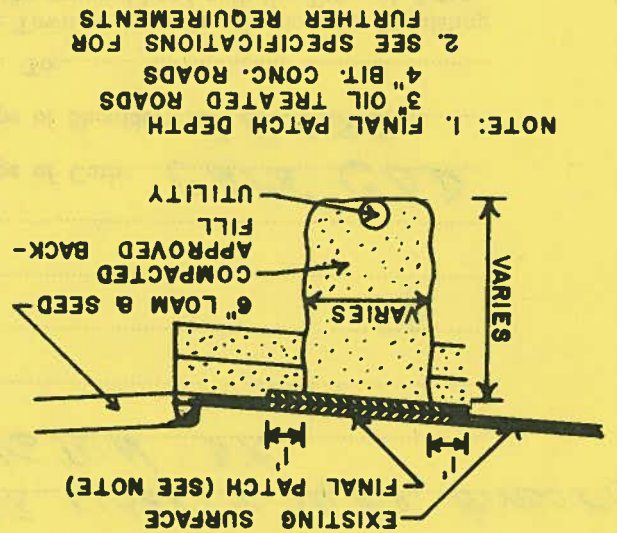 EXISTING SURFACE
FINAL PATCH (SEE NOTE)
1'
1'
6" LOAM & SEED
VARIES
VARIES
COMPACTED
APPROVED BACK-
FILL
UTILITY
NOTE: 1. FINAL PATCH DEPTH
3" OIL TREATED ROADS
4" BIT. CONC. ROADS
2. SEE SPECIFICATIONS FOR
FURTHER REQUIREMENTS